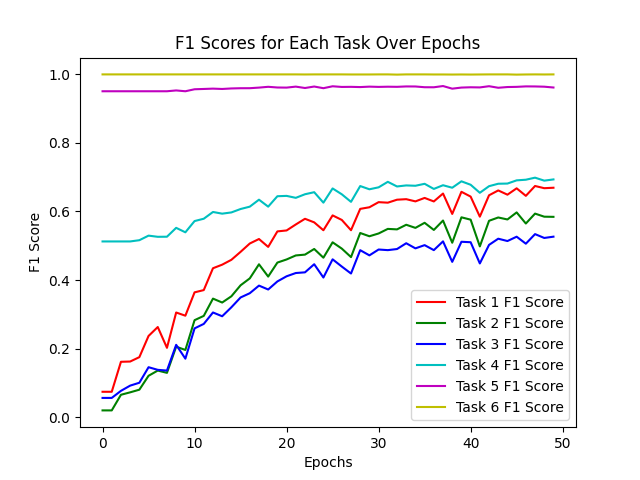 F1 Scores for Each Task Over Epochs
1.0
0.8
0.6
0.4
0.2
0.0
F1 Score
Task 1 F1 Score
Task 2 F1 Score
Task 3 F1 Score
Task 4 F1 Score
Task 5 F1 Score
Task 6 F1 Score
0 10 20 30 40 50
Epochs